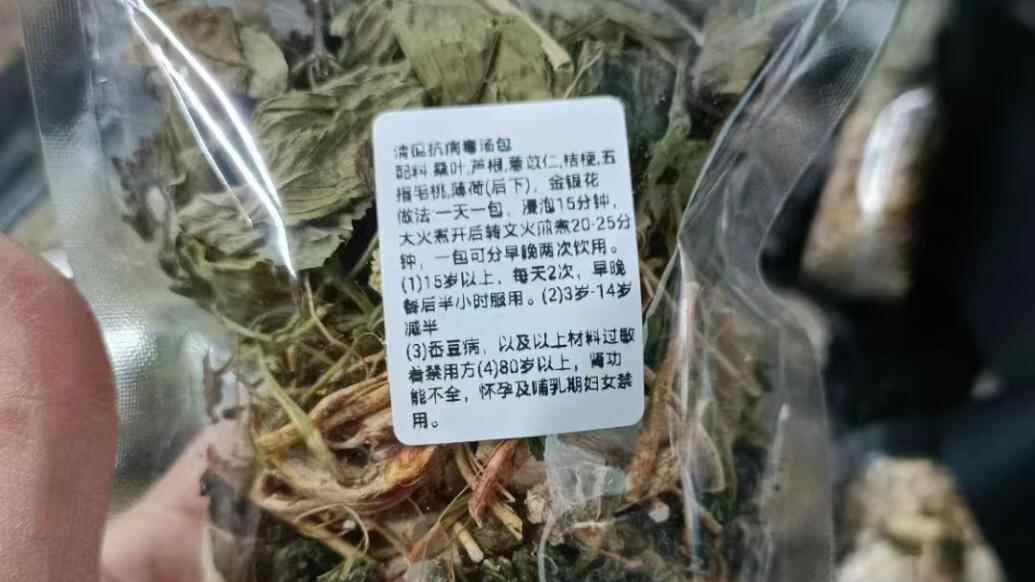 清瘟抗病毒汤包
配料:桑叶,芦根,薏苡仁,桔梗,五
指毛桃,薄荷(后下)，金银花
做法:一天一包，浸泡15分钟，
大火煮开后转文火煎煮20-25分
钟，一包可分早晚两次饮用。
(1)15岁以上，每天2次，早晚
餐后半小时服用。(2)3岁-14岁
减半
(3)蚕豆病，以及以上材料过敏
着禁用方(4)80岁以上，肾功
能不全，怀孕及哺乳期妇女禁
用。